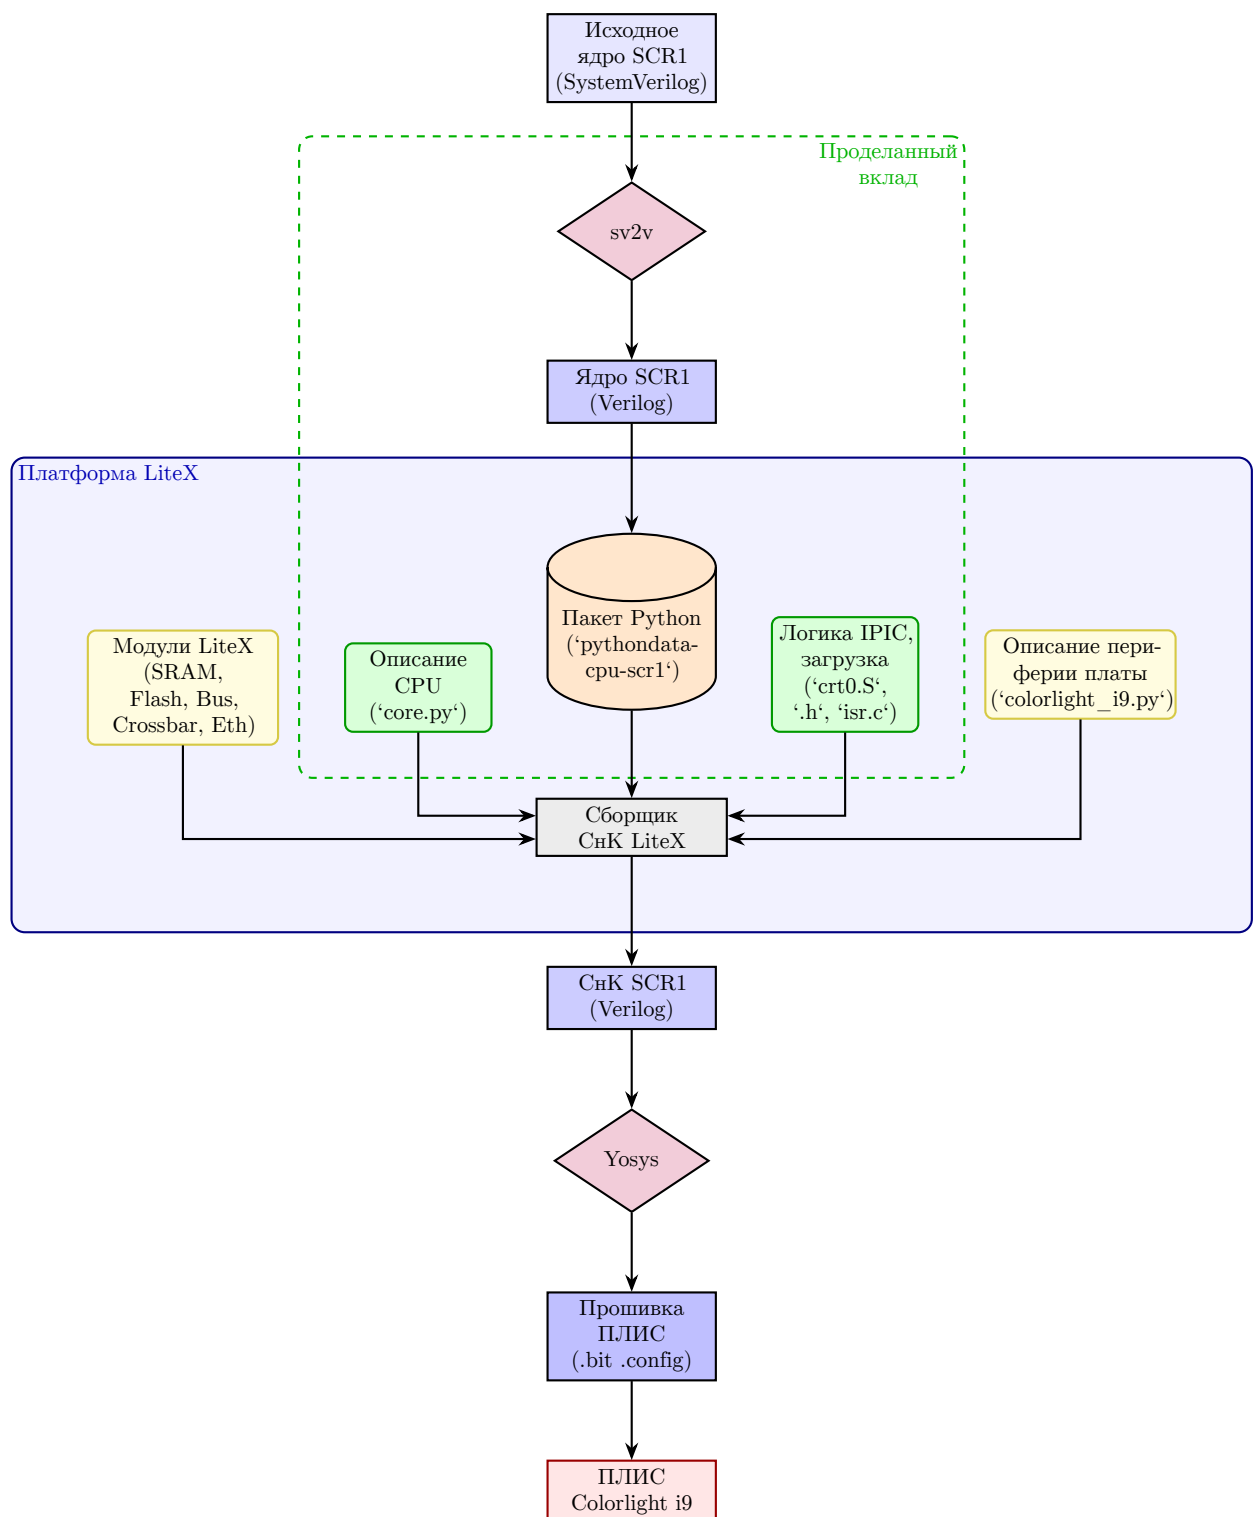 Исходное
ядро SCR1
(SystemVerilog)
Проделанный
вклад
sv2v
Ядро SCR1
(Verilog)
Платформа LiteX
Модули LiteX
(SRAM,
Flash, Bus,
Crossbar, Eth)
Описание
CPU
(‘core.py‘)
Пакет Python
(‘pythondata-
cpu-scr1‘)
Логика IPIC,
загрузка
(‘crt0.S‘,
‘.h‘, ‘isr.c‘)
Описание пери-
ферии платы
(‘colorlight_i9.py‘)
Сборщик
СнК LiteX
СнК SCR1
(Verilog)
Yosys
Прошивка
ПЛИС
(.bit .config)
ПЛИС
Colorlight i9